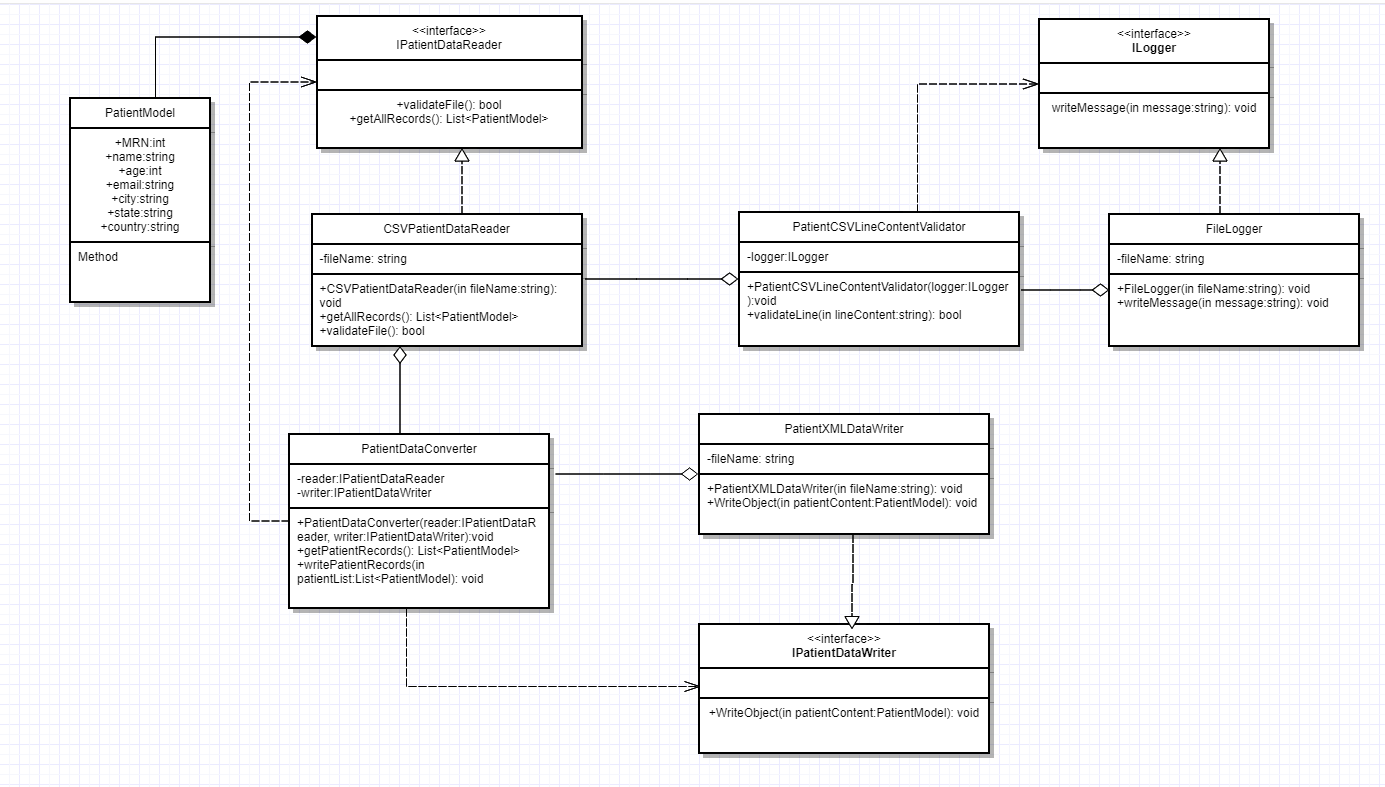 <<interface>>
IPatientDataReader
+validateFile(): bool
+getAllRecords(): List<PatientModel>
<<interface>>
ILogger
writeMessage(in message:string): void
PatientModel
+MRN:int
+name:string
+age:int
+email:string
+city:string
+state:string
+country:string
Method
CSVPatientDataReader
-fileName: string
+CSVPatientDataReader(in fileName:string):
void
+getAllRecords(): List<PatientModel>
+validateFile(): bool
PatientCSVLineContentValidator
-logger:ILogger
+PatientCSVLineContentValidator(logger:ILogger
):void
+validateLine(in lineContent:string): bool
FileLogger
-fileName: string
+FileLogger(in fileName:string): void
+writeMessage(in message:string): void
PatientDataConverter
-reader:IPatientDataReader
-writer:IPatientDataWriter
+PatientDataConverter(reader:IPatientDataR
eader, writer:IPatientDataWriter):void
+getPatientRecords(): List<PatientModel>
+writePatientRecords(in
patientList:List<PatientModel): void
PatientXMLDataWriter
-fileName: string
+PatientXMLDataWriter(in fileName:string): void
+WriteObject(in patientContent:PatientModel): void
<<interface>>
IPatientDataWriter
+WriteObject(in patientContent:PatientModel): void